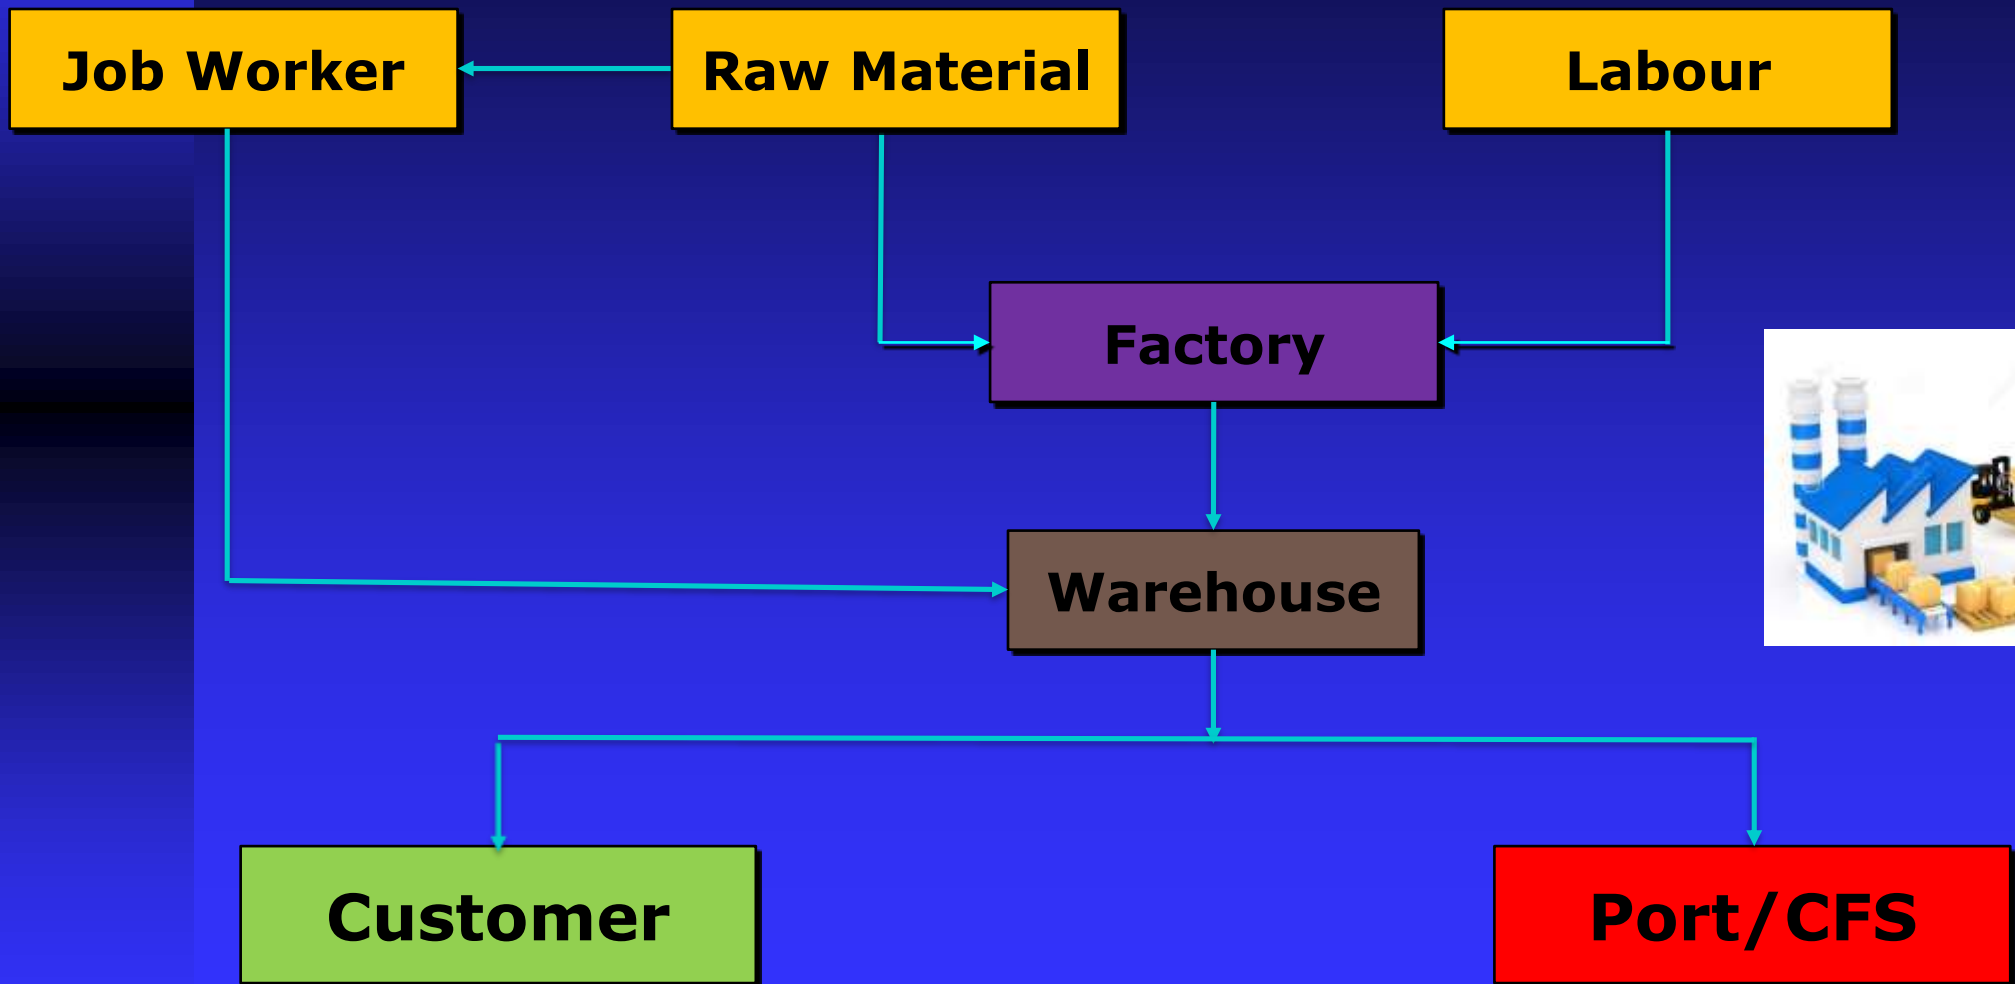 Job Worker
Raw Material
Labour
Factory
Warehouse
Customer
Port/CFS